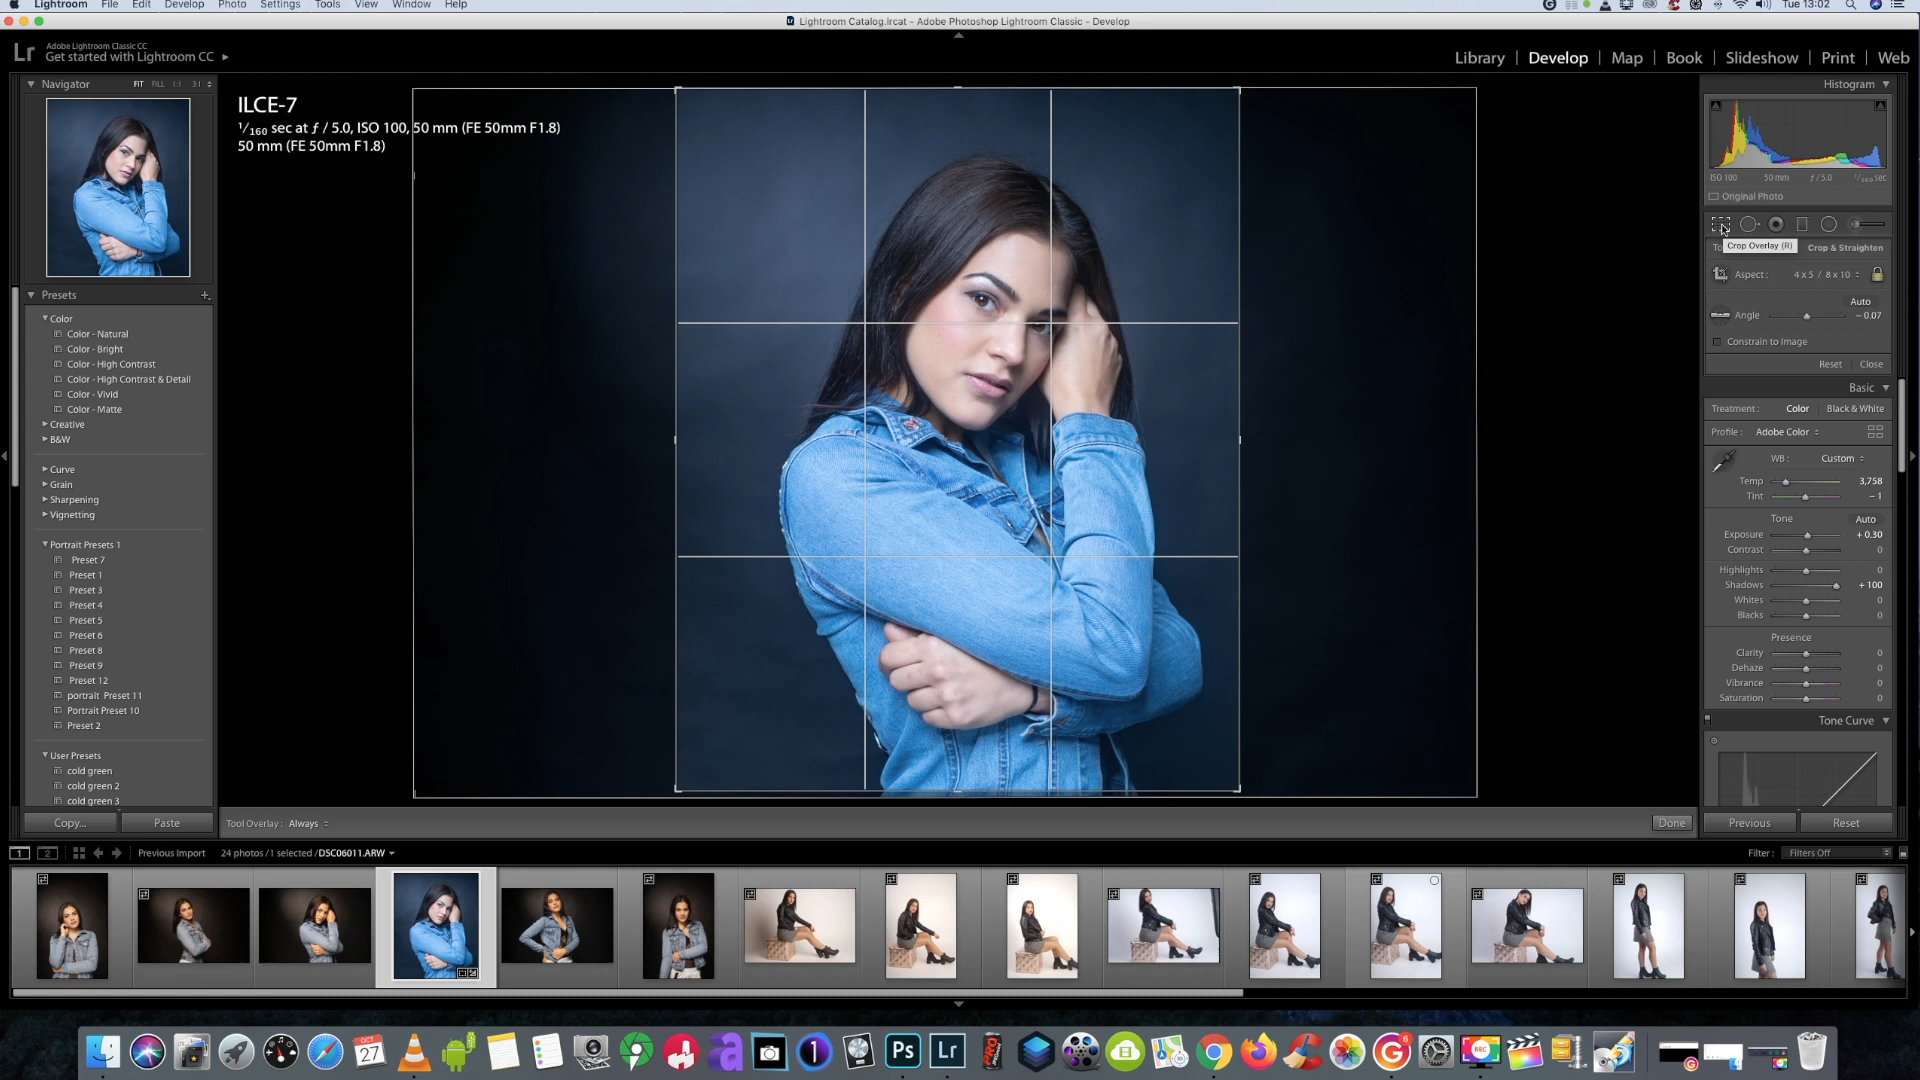 Lightroom File Edit Develop Photo Settings Tools View Window Help Tue 13:02
Lightroom Catalog.lrcat - Adobe Photoshop Lightroom Classic - Develop
Lr Adobe Lightroom Classic CC
Get started with Lightroom CC
Library | Develop | Map | Book | Slideshow | Print | Web
Navigator FIT FILL 1:1 3:1
Histogram
ILCE-7
1/160 sec at ƒ / 5.0, ISO 100, 50 mm (FE 50mm F1.8)
50 mm (FE 50mm F1.8)
ISO 100 50 mm ƒ / 5.0 1/160 sec
Original Photo
Crop Overlay (R) Crop & Straighten
Aspect : 4 x 5 / 8 x 10
Auto
Angle - 0.07
Constrain to Image
Reset Close
Presets
Color
Color - Natural
Color - Bright
Color - High Contrast
Color - High Contrast & Detail
Color - Vivid
Color - Matte
Creative
B&W
Curve
Grain
Sharpening
Vignetting
Portrait Presets 1
Preset 7
Preset 1
Preset 3
Preset 4
Preset 5
Preset 6
Preset 8
Preset 9
Preset 12
portrait Preset 11
Portrait Preset 10
Preset 2
User Presets
cold green
cold green 2
cold green 3
Copy... Paste
Basic
Treatment : Color Black & White
Profile : Adobe Color
WB : Custom
Temp 3,758
Tint - 1
Tone Auto
Exposure + 0.30
Contrast 0
Highlights 0
Shadows + 100
Whites 0
Blacks 0
Presence
Clarity 0
Dehaze 0
Vibrance 0
Saturation 0
Tone Curve
Tool Overlay : Always Done
Previous Reset
1 2 Previous Import 24 photos / 1 selected / DSC06011.ARW Filter : Filters Off
OCT
27
1
Ps
Lr
PRO
REC
G
8